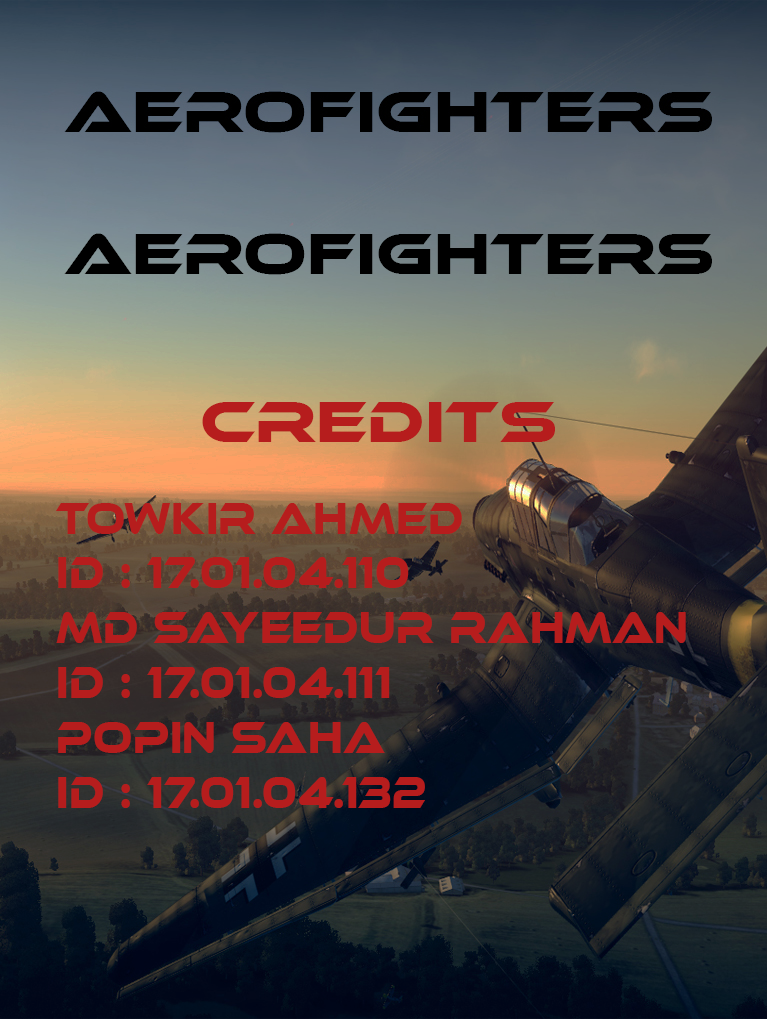 AEROFIGHTERS
AEROFIGHTERS
CREDITS
TOWKIR AHMED
ID : 17.01.04.110
MD SAYEEDUR RAHMAN
ID : 17.01.04.111
POPIN SAHA
ID : 17.01.04.132